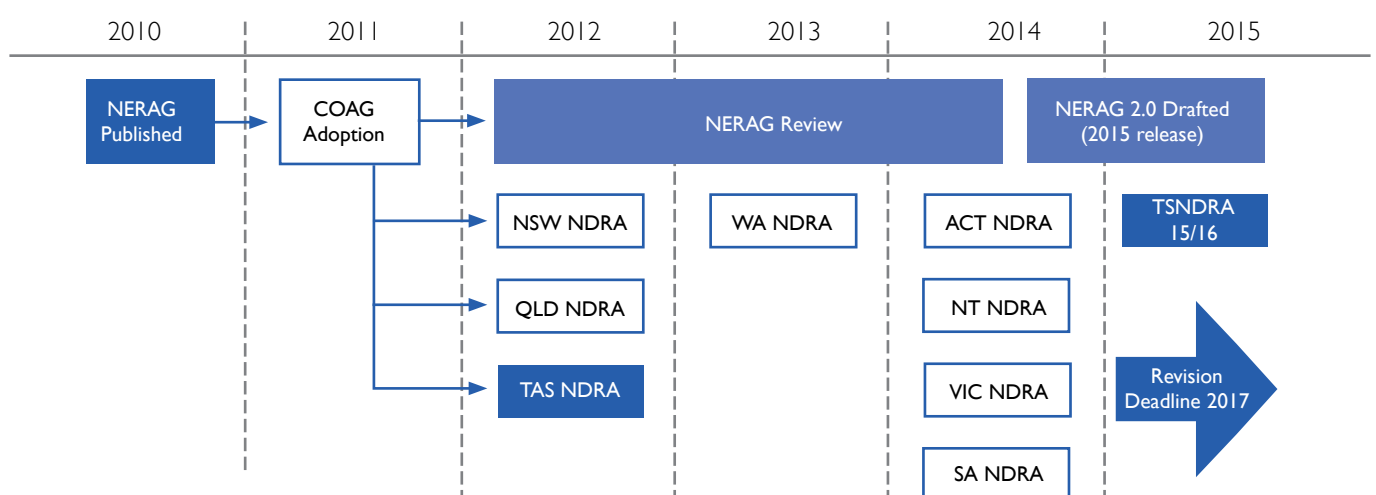 2010
2011
2012
2013
2014
2015
NERAG
Published
COAG
Adoption
NERAG Review
NERAG 2.0 Drafted
(2015 release)
NSW NDRA
WA NDRA
ACT NDRA
TSNDRA
15/16
QLD NDRA
NT NDRA
TAS NDRA
VIC NDRA
Revision
Deadline 2017
SA NDRA